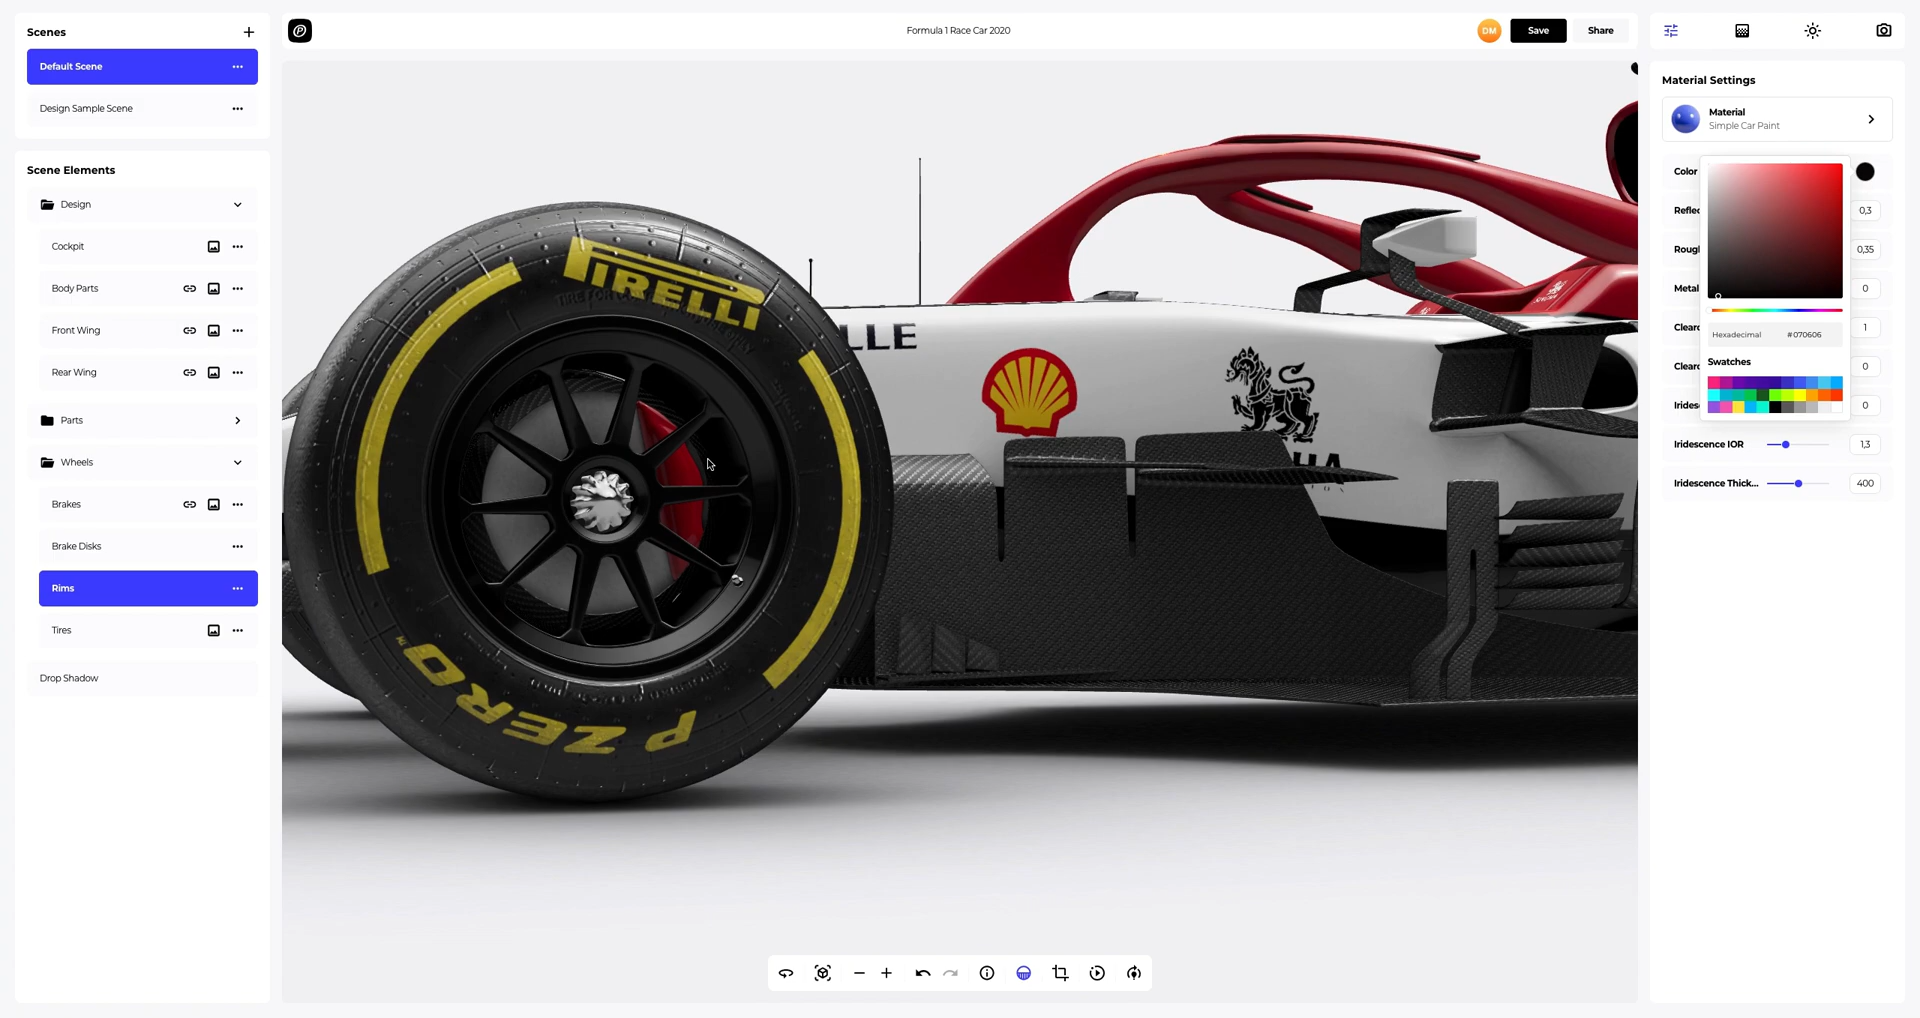 Scenes
Default Scene
Design Sample Scene
Scene Elements
Design
Cockpit
Body Parts
Front Wing
Rear Wing
Parts
Wheels
Brakes
Brake Disks
Rims
Tires
Drop Shadow
Formula 1 Race Car 2020
DM
Save
Share
PIRELLI
P ZERO
LLE
Material Settings
Material
Simple Car Paint
Color
Reflec
0,3
Roug
0,35
Metal
0
Clearc
1
Clearc
0
Irides
0
Hexadecimal #070606
Swatches
Iridescence IOR 1,3
Iridescence Thick... 400